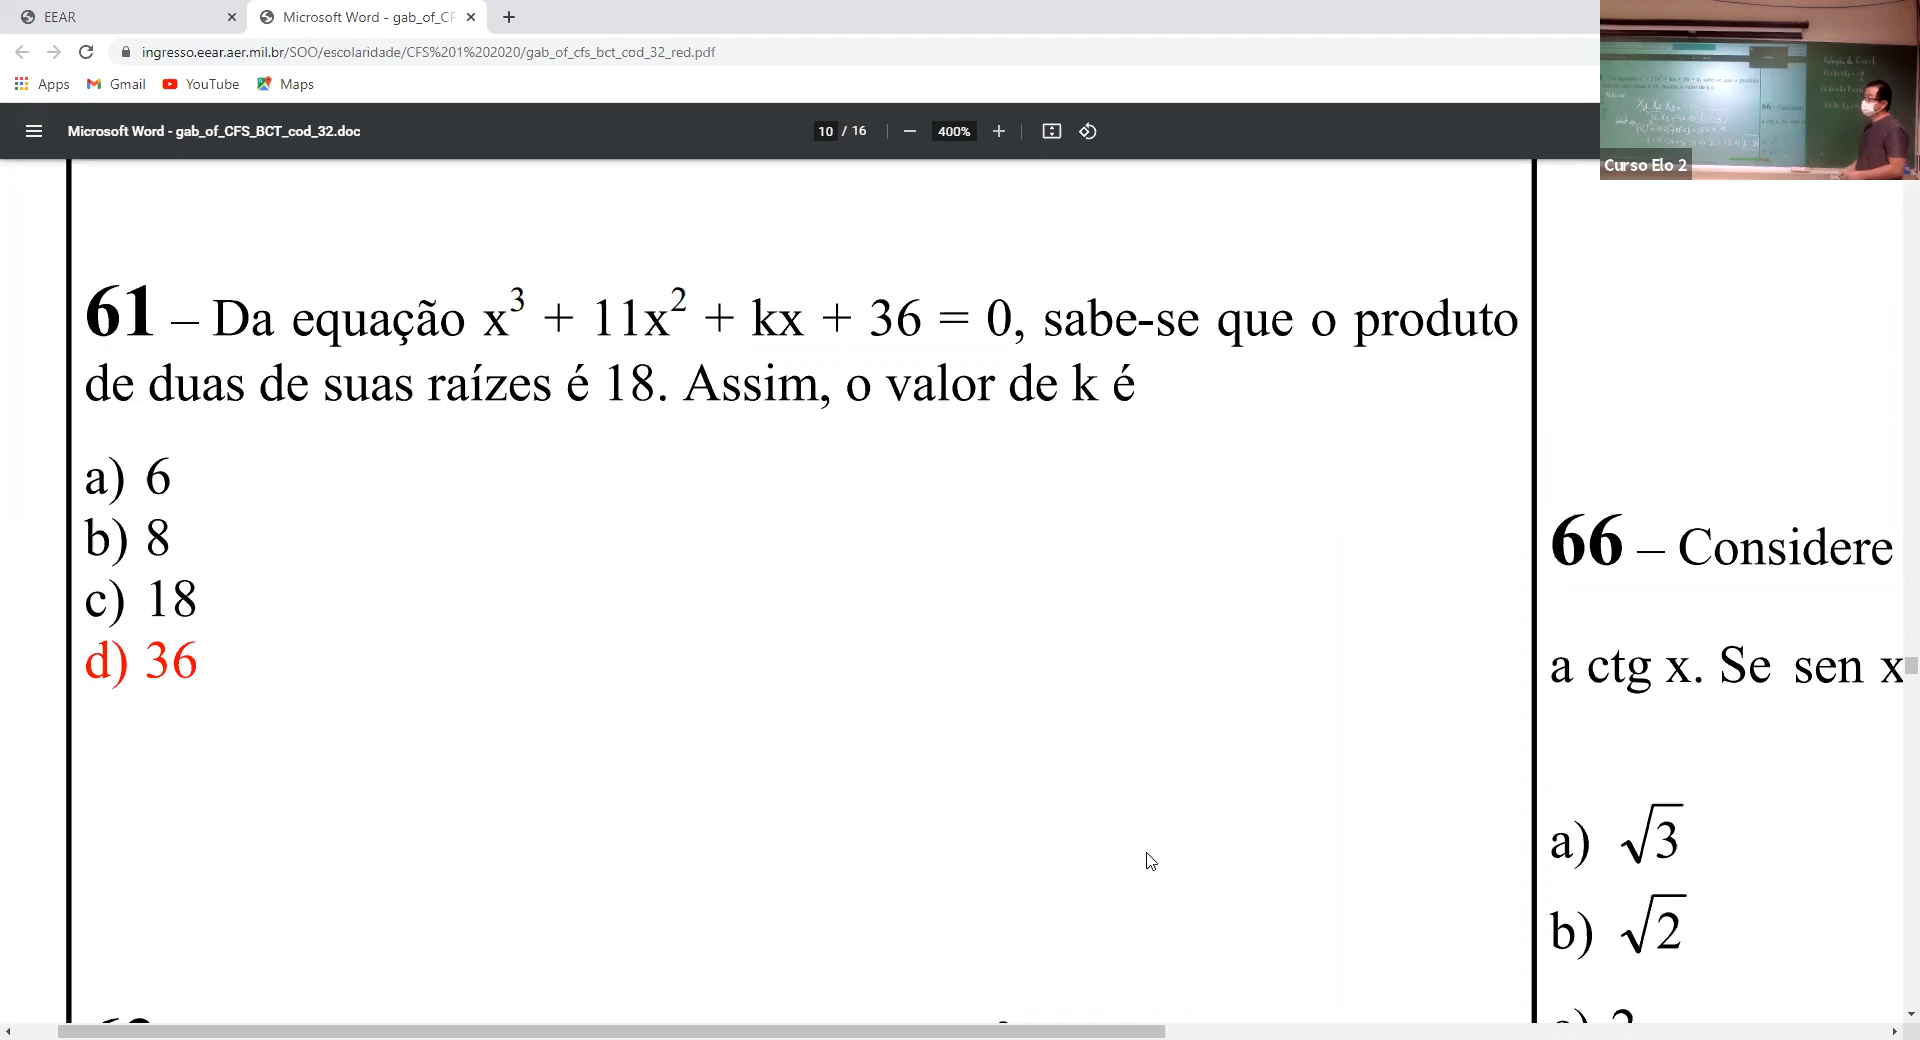 EEAR
Microsoft Word - gab_of_CF
ingresso.eear.aer.mil.br/SOO/escolaridade/CFS%201%202020/gab_of_cfs_bct_cod_32_red.pdf
Apps Gmail YouTube Maps
Microsoft Word - gab_of_CFS_BCT_cod_32.doc
10 / 16
400%
Curso Elo 2
61 – Da equação x³ + 11x² + kx + 36 = 0, sabe-se que o produto
de duas de suas raízes é 18. Assim, o valor de k é
a) 6
b) 8
c) 18
d) 36
66 – Considere
a ctg x. Se sen x
a) √3
b) √2